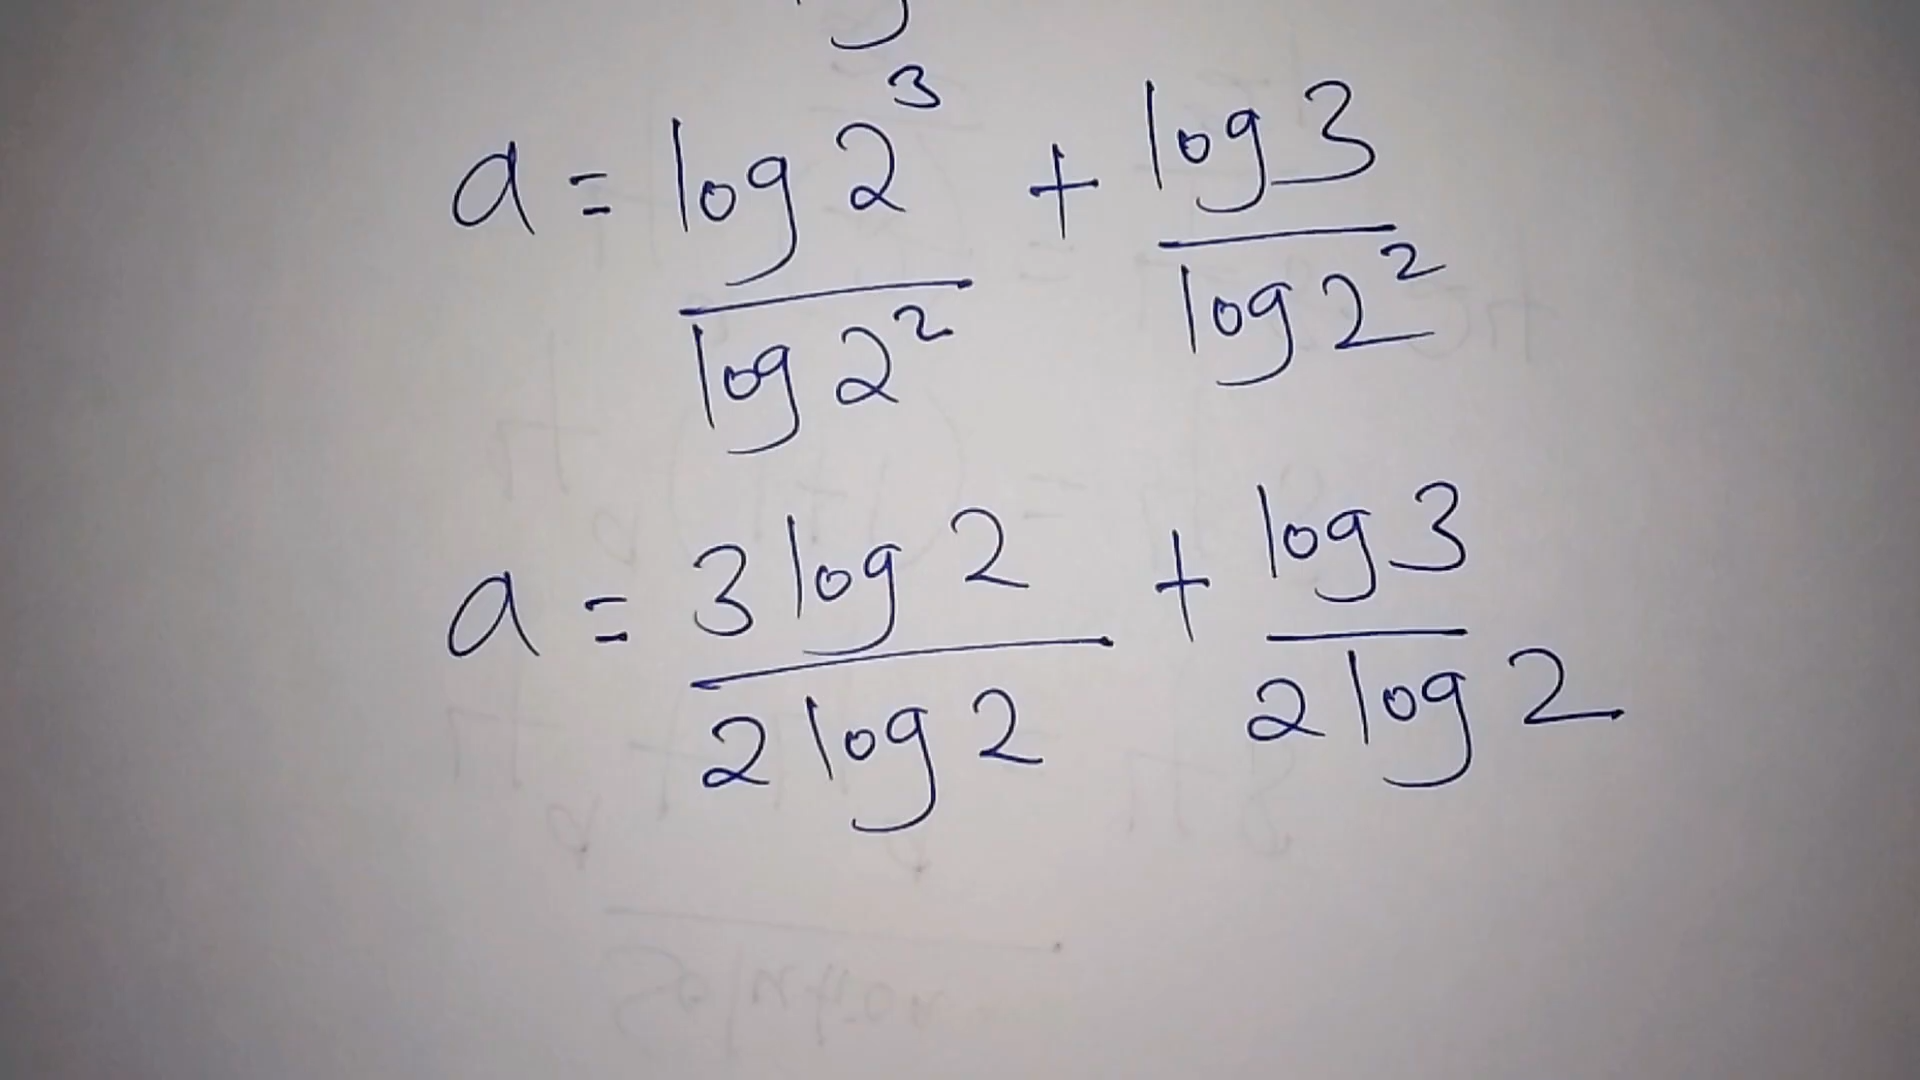 a = log 2³ / log 2² + log 3 / log 2²
a = 3 log 2 / 2 log 2 + log 3 / 2 log 2